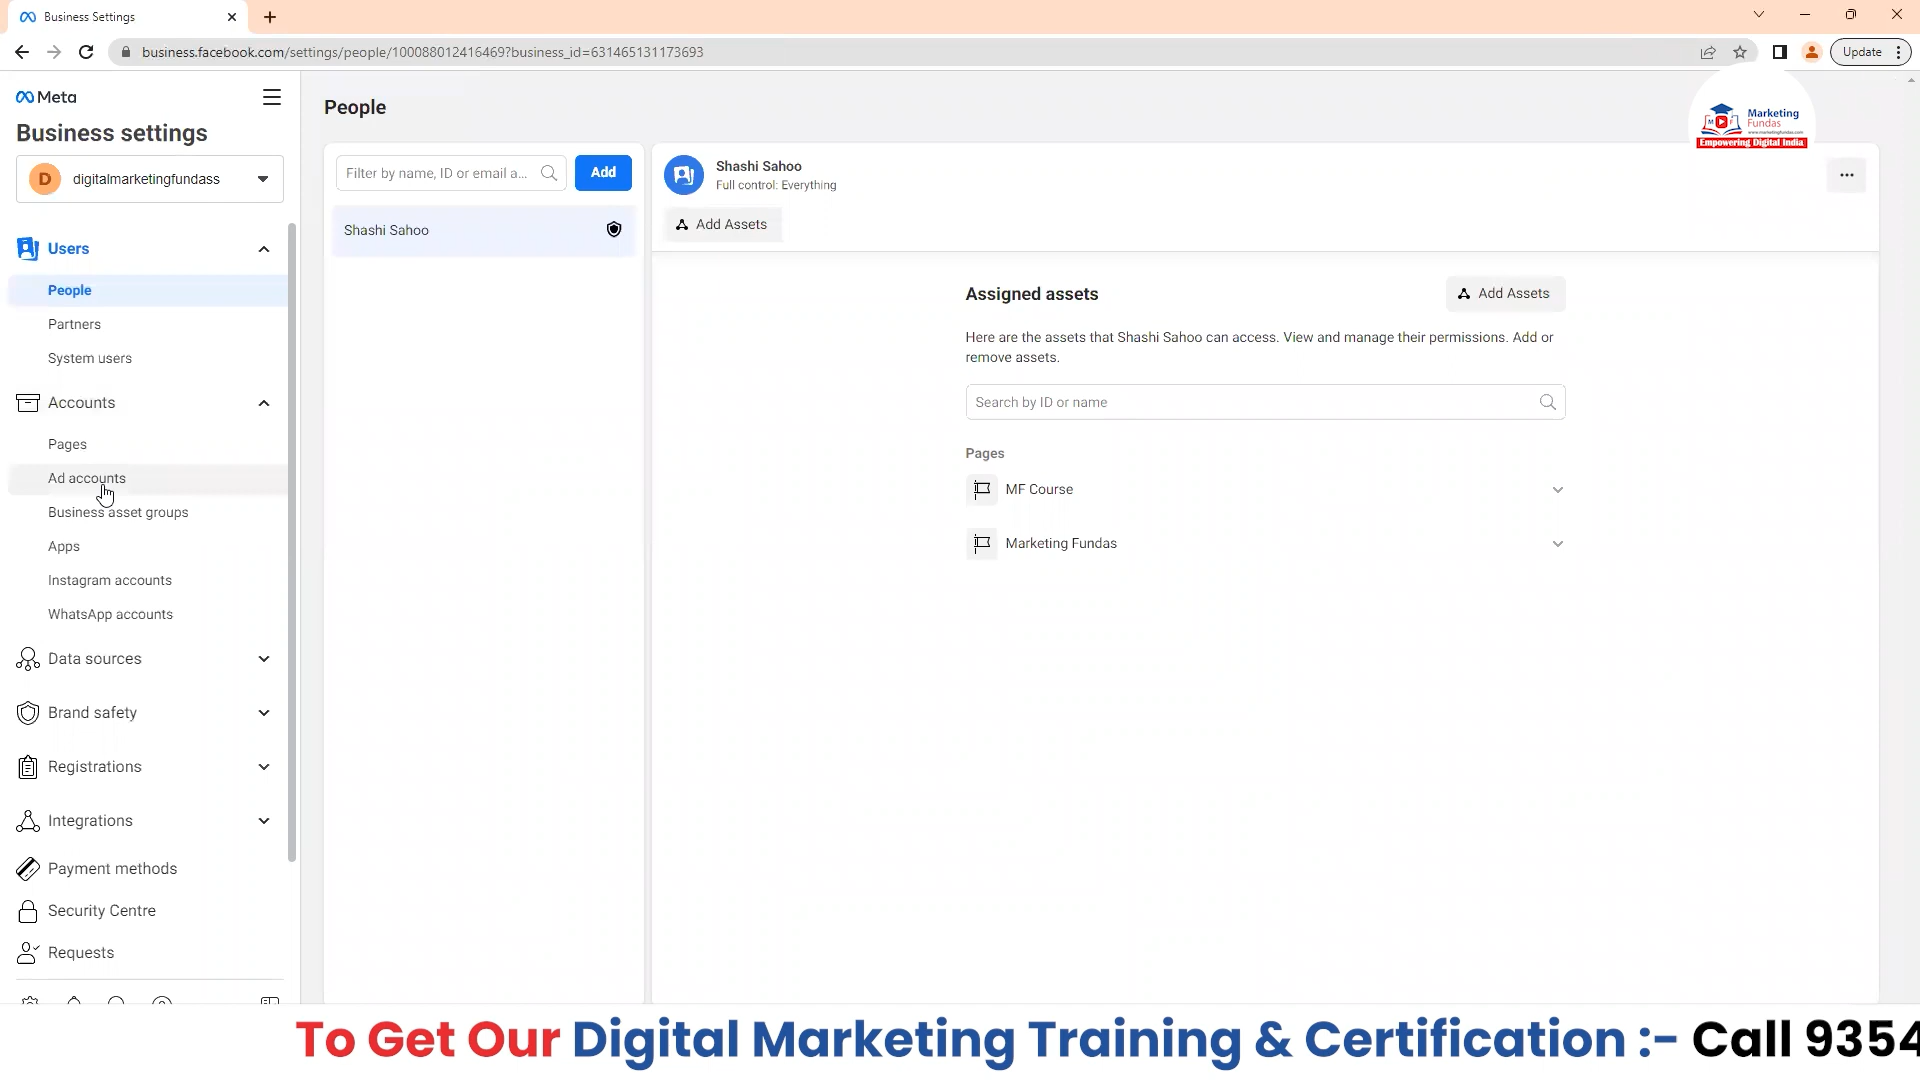 Business Settings
business.facebook.com/settings/people/100088012416469?business_id=631465131173693
Update
Meta
Business settings
D
digitalmarketingfundass
Users
People
Partners
System users
Accounts
Pages
Ad accounts
Business asset groups
Apps
Instagram accounts
WhatsApp accounts
Data sources
Brand safety
Registrations
Integrations
Payment methods
Security Centre
Requests
People
Filter by name, ID or email a...
Add
Shashi Sahoo
Shashi Sahoo
Full control: Everything
Add Assets
Assigned assets
Add Assets
Here are the assets that Shashi Sahoo can access. View and manage their permissions. Add or
remove assets.
Search by ID or name
Pages
MF Course
Marketing Fundas
M F
Marketing
Fundas
www.marketingfundas.com
Empowering Digital India
To Get Our Digital Marketing Training & Certification :- Call 9354